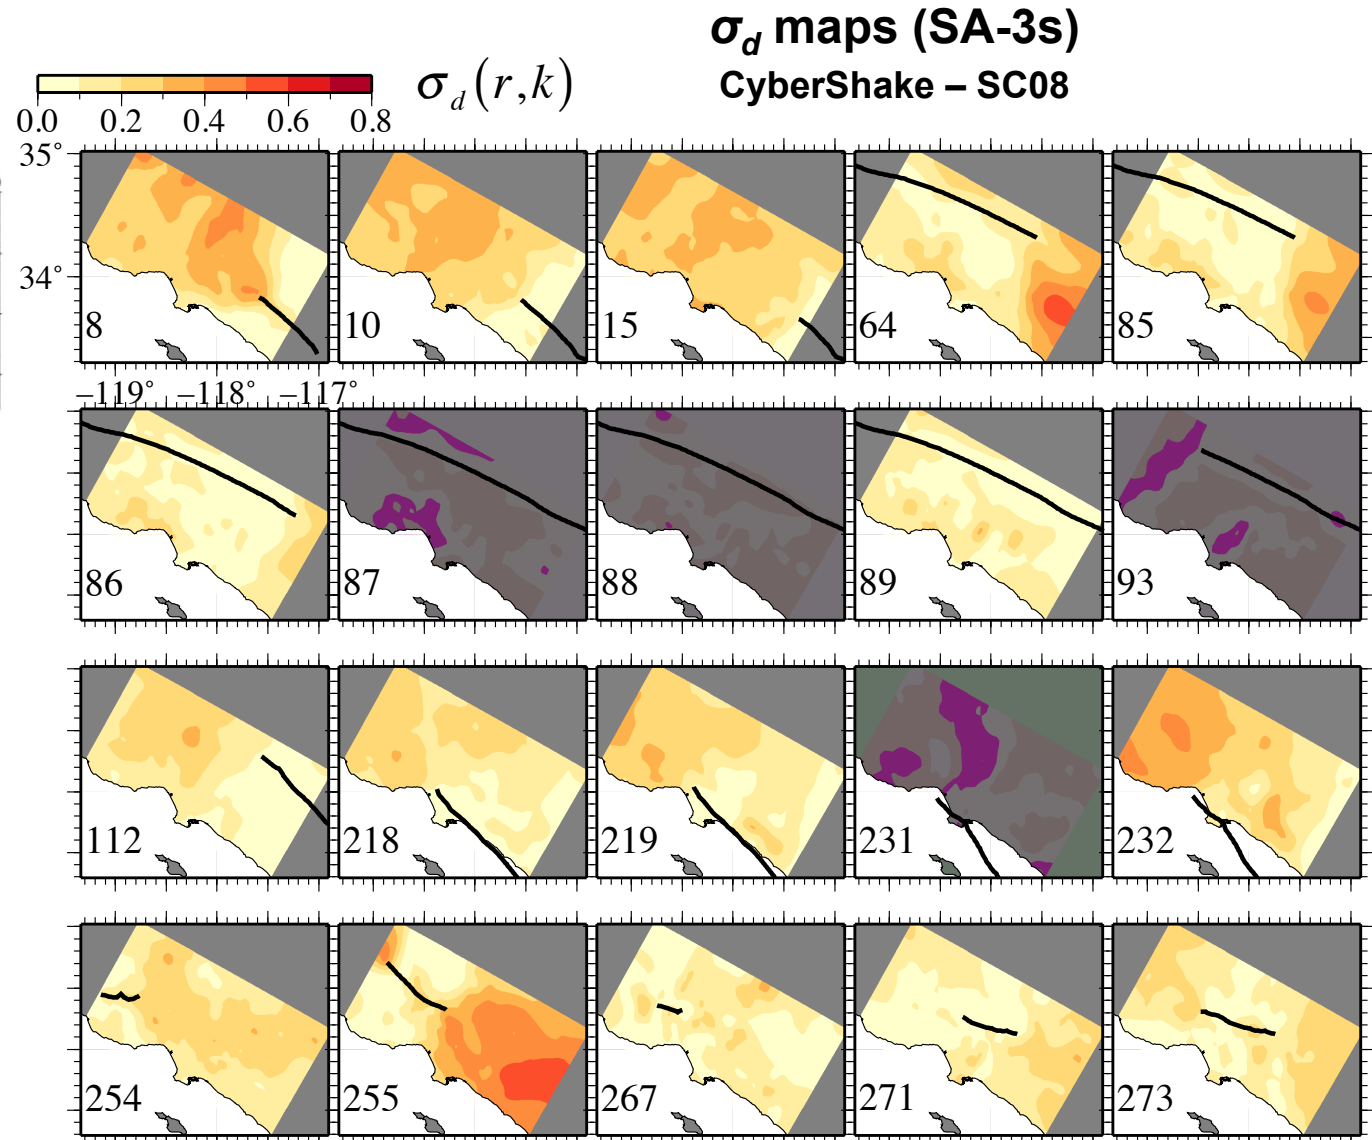 σd maps (SA-3s)
CyberShake – SC08
σd(r,k)
0.0 0.2 0.4 0.6 0.8
35°
34°
8 10 15 64 85
−119° −118° −117°
86 87 88 89 93
112 218 219 231 232
254 255 267 271 273